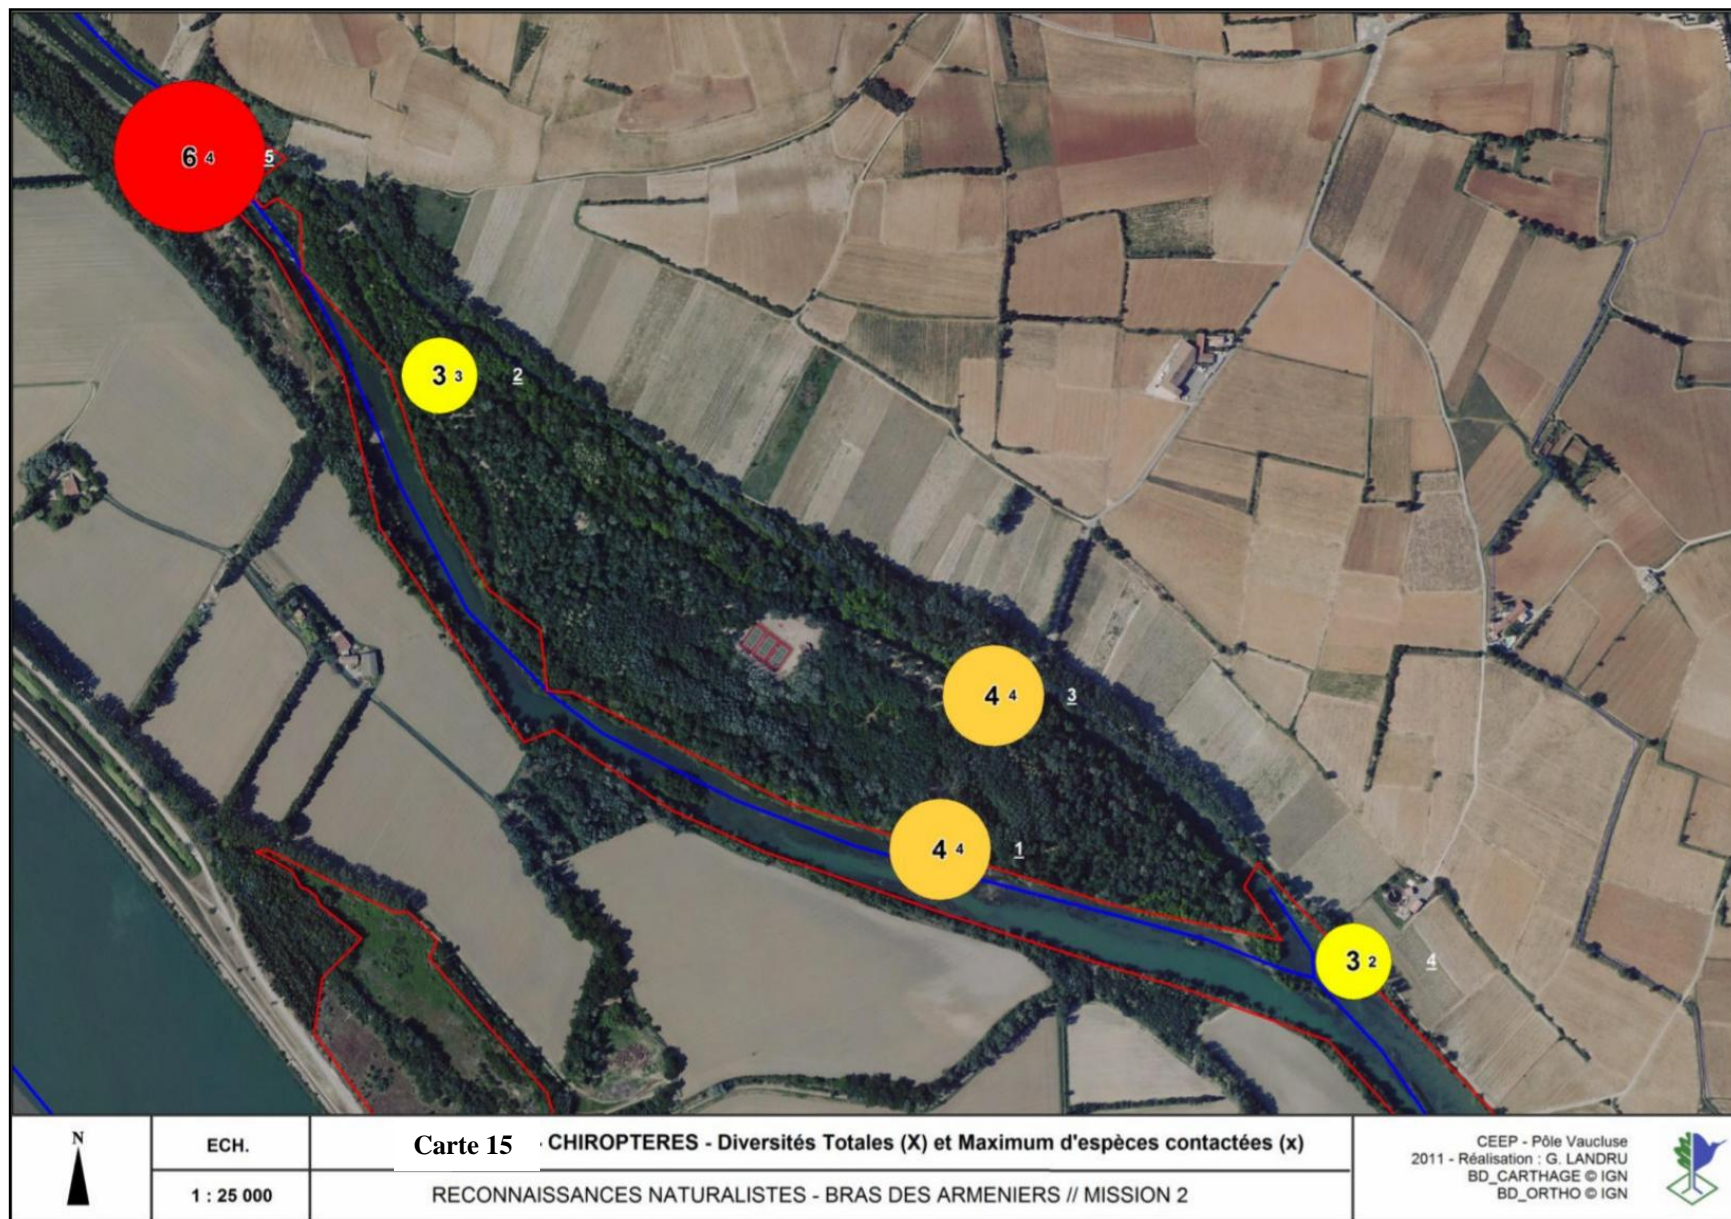 6 4
5
3 3
2
4 4
3
4 4
1
3 2
4
N
ECH.
1 : 25 000
Carte 15 - CHIROPTERES - Diversités Totales (X) et Maximum d'espèces contactées (x)
RECONNAISSANCES NATURALISTES - BRAS DES ARMENIERS // MISSION 2
CEEP - Pôle Vaucluse
2011 - Réalisation : G. LANDRU
BD_CARTHAGE © IGN
BD_ORTHO © IGN